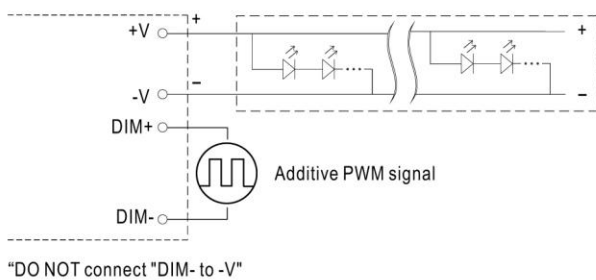 +V + +
-V − −
DIM+
Additive PWM signal
DIM-
“DO NOT connect "DIM- to -V"